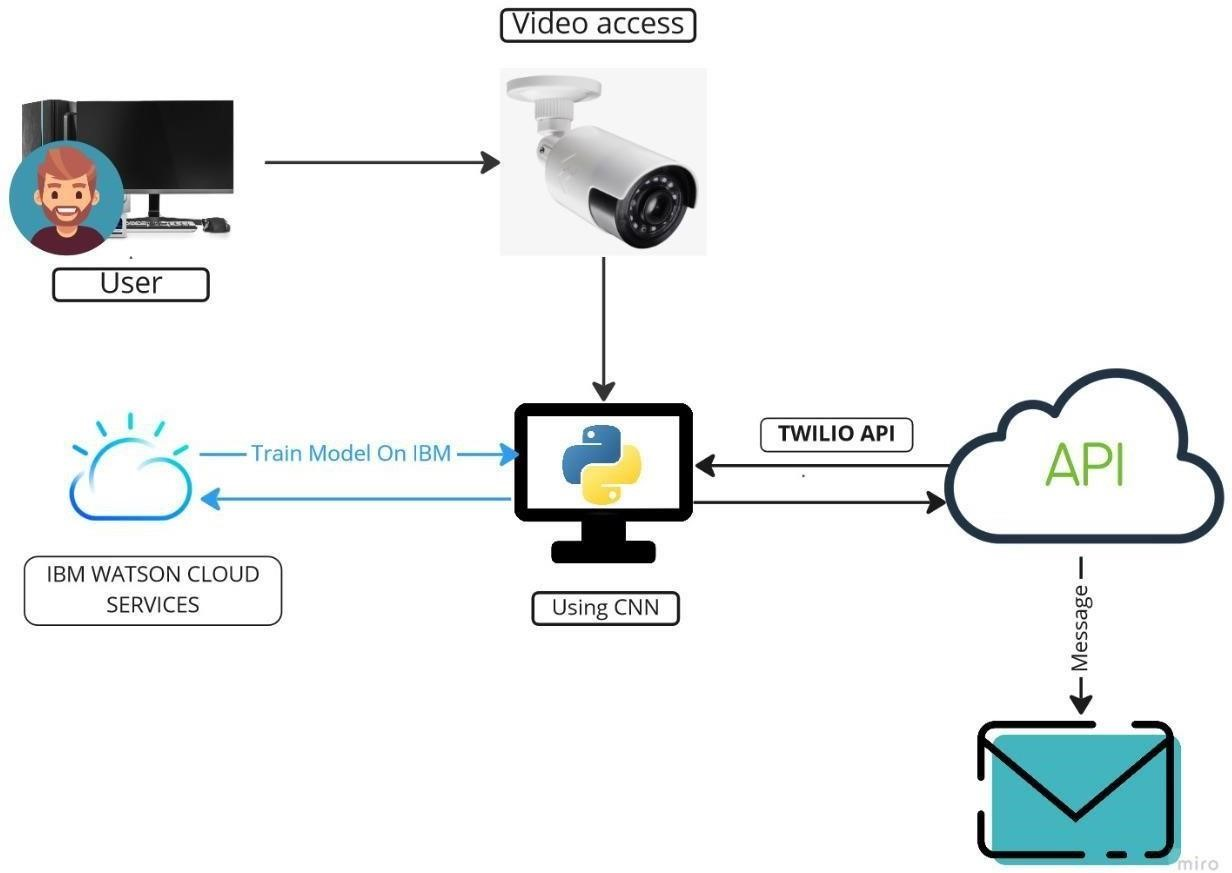 Video access
User
Train Model On IBM
TWILIO API
API
IBM WATSON CLOUD
SERVICES
Using CNN
Message
miro